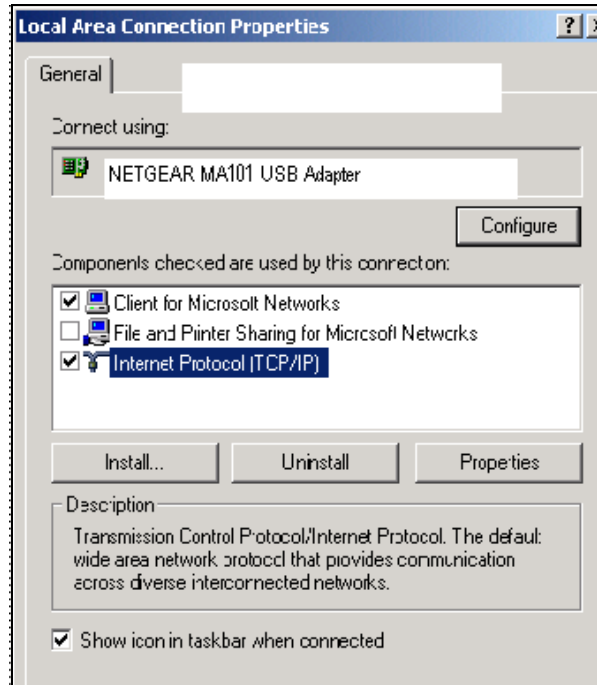 Local Area Connection Properties
General
Connect using:
NETGEAR MA101 USB Adapter
Configure
Components checked are used by this connection:
Client for Microsoft Networks
File and Printer Sharing for Microsoft Networks
Internet Protocol (TCP/IP)
Install...
Uninstall
Properties
Description
Transmission Control Protocol/Internet Protocol. The default
wide area network protocol that provides communication
across diverse interconnected networks.
Show icon in taskbar when connected